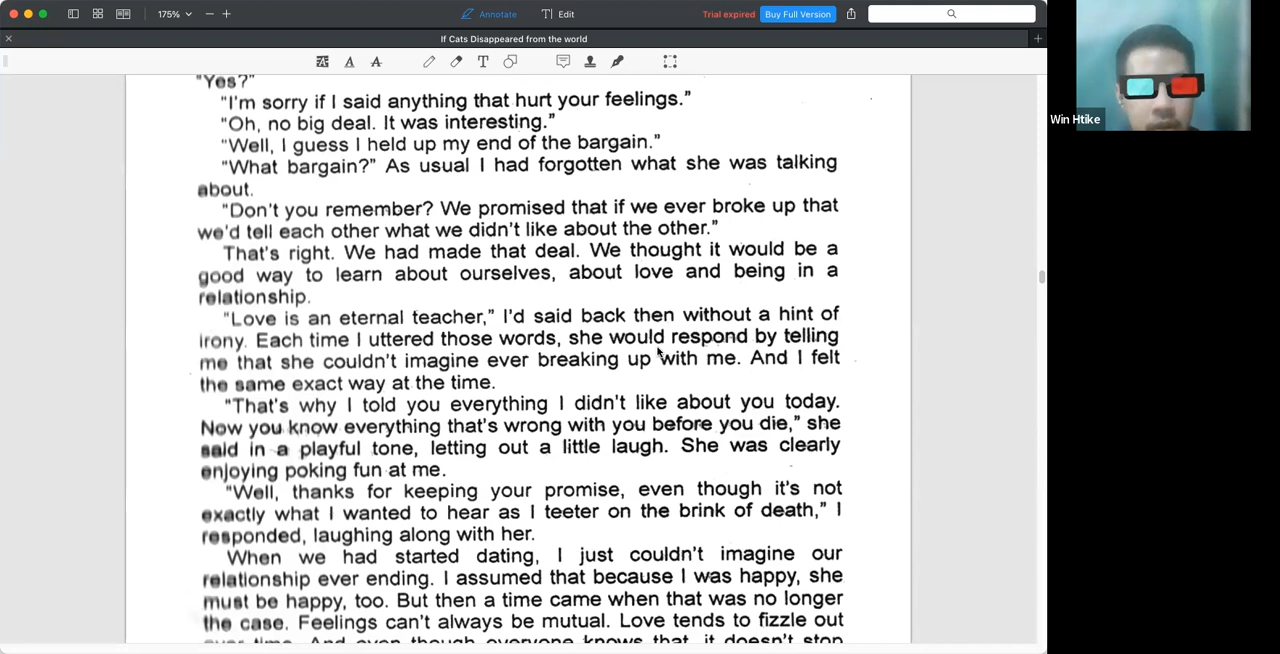 175%
Annotate
Edit
Trial expired
Buy Full Version
If Cats Disappeared from the world
"Yes?"
"I'm sorry if I said anything that hurt your feelings."
"Oh, no big deal. It was interesting."
"Well, I guess I held up my end of the bargain."
"What bargain?" As usual I had forgotten what she was talking
about.
"Don't you remember? We promised that if we ever broke up that
we'd tell each other what we didn't like about the other."
That's right. We had made that deal. We thought it would be a
good way to learn about ourselves, about love and being in a
relationship.
"Love is an eternal teacher," I'd said back then without a hint of
irony. Each time I uttered those words, she would respond by telling
me that she couldn't imagine ever breaking up with me. And I felt
the same exact way at the time.
"That's why I told you everything I didn't like about you today.
Now you know everything that's wrong with you before you die," she
said in a playful tone, letting out a little laugh. She was clearly
enjoying poking fun at me.
"Well, thanks for keeping your promise, even though it's not
exactly what I wanted to hear as I teeter on the brink of death," I
responded, laughing along with her.
When we had started dating, I just couldn't imagine our
relationship ever ending. I assumed that because I was happy, she
must be happy, too. But then a time came when that was no longer
the case. Feelings can't always be mutual. Love tends to fizzle out
over time. And even though everyone knows that, it doesn't stop
Win Htike